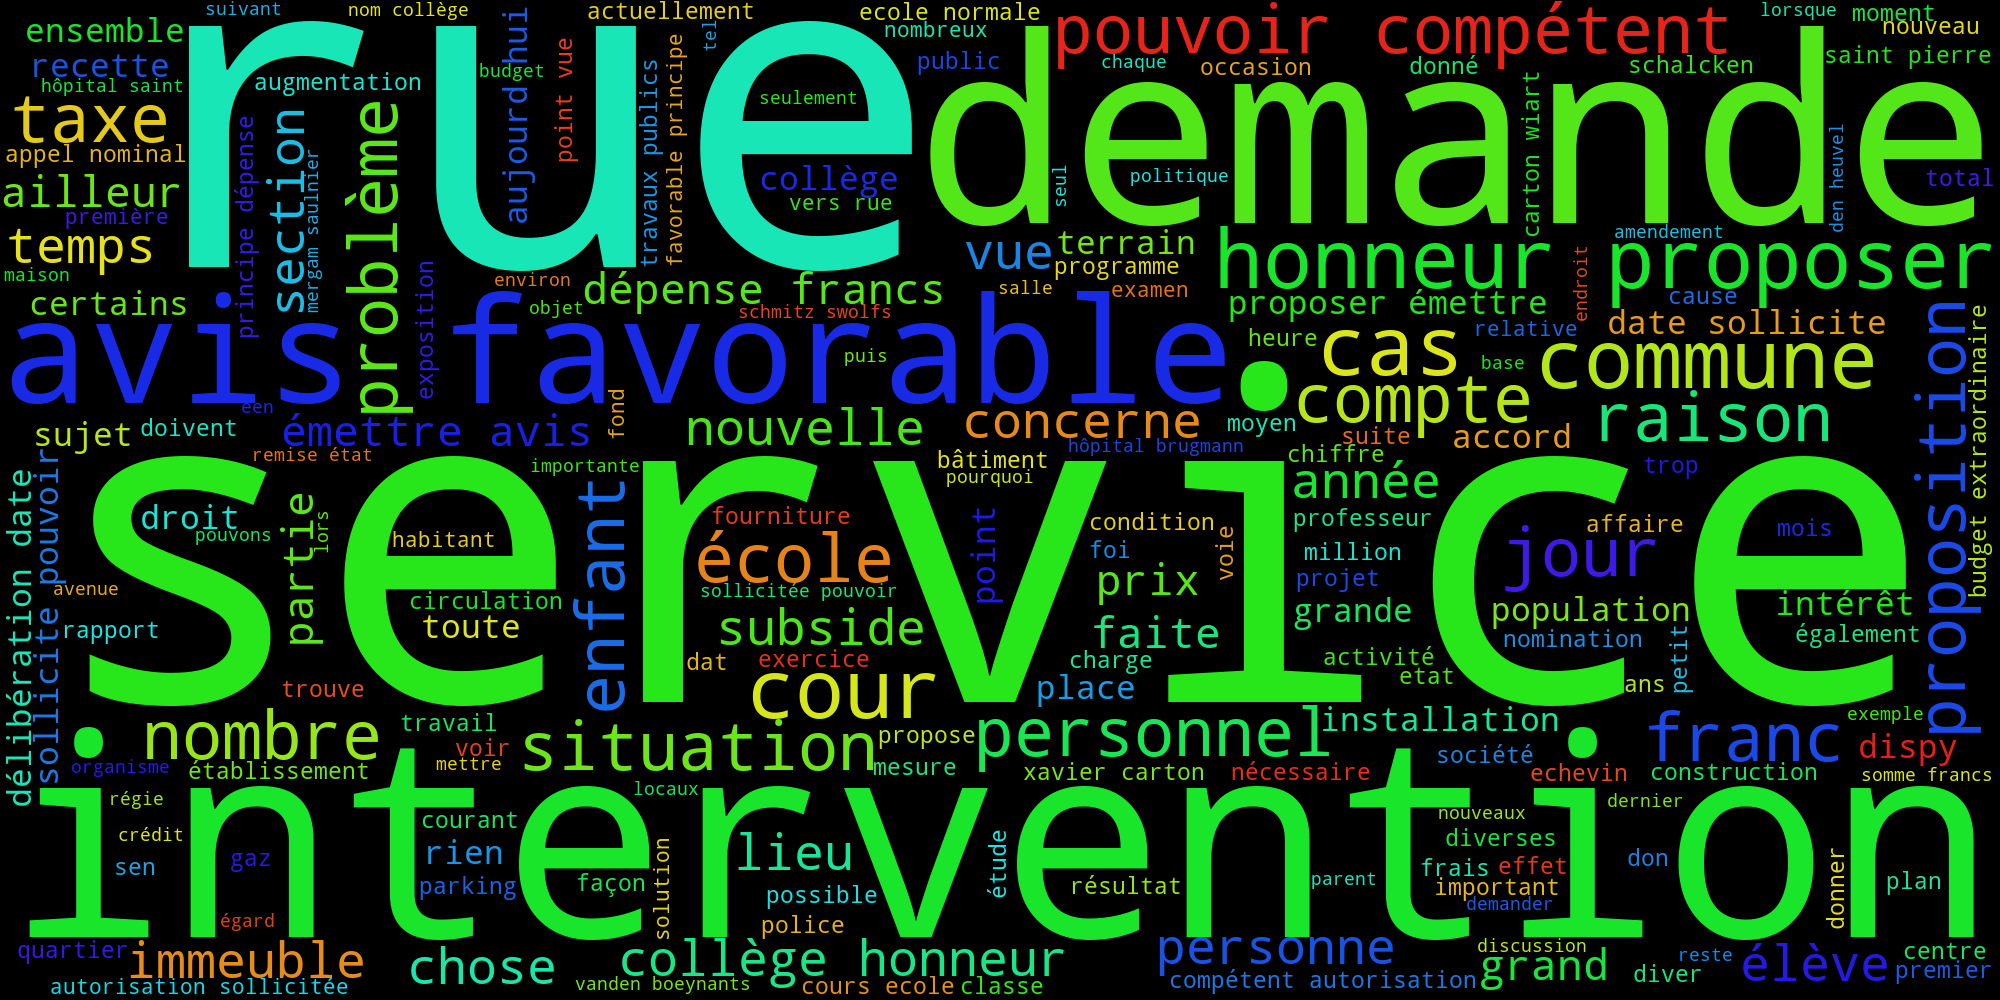 suivant
nom collège
actuellement
ecole normale
pouvoir compétent
lorsque
moment
ensemble
rue
aujourd hui
tel
nombreux
nouveau
recette
augmentation
budget
point vue
travaux publics
favorable principe
public
chaque
occasion
donné
schalcken
saint pierre
hôpital saint
seulement
demande
taxe
section
problème
carton wiart
appel nominal
principe dépense
mergam saulnier
collège
seul
politique
den heuvel
total
ailleur
vers rue
première
temps
vue
terrain
honneur
proposer
amendement
maison
exposition
environ
programme
endroit
certains
objet
dépense francs
salle
examen
proposer émettre
cause
avis favorable
schmitz swolfs
heure
cas
relative
date sollicite
puis
base
commune
proposition
budget extraordinaire
een
fond
compte
raison
sujet
doivent
émettre avis
nouvelle
concerne
moyen
suite
accord
remise état
importante
bâtiment
hôpital brugmann
chiffre
trop
pourquoi
délibération date
sollicite pouvoir
service
année
droit
partie
lors
enfant
fourniture
point
condition
professeur
affaire
mois
pouvons
habitant
école
foi
voie
million
jour
avenue
circulation
sollicitée pouvoir
prix
projet
grande
population
intérêt
rapport
toute
subside
faite
nomination
également
dat
exercice
charge
activité
petit
trouve
cour
place
etat
ans
nombre
travail
situation
propose
personnel
installation
franc
exemple
voir
société
dispy
organisme
établissement
mettre
mesure
xavier carton
nécessaire
echevin
construction
somme francs
intervention
régie
locaux
dernier
crédit
courant
nouveaux
sen
gaz
rien
solution
lieu
étude
diverses
don
parking
façon
possible
résultat
parent
frais
effet
important
donner
plan
égard
police
demander
quartier
immeuble
chose
collège honneur
personne
discussion
grand
reste
élève
centre
autorisation sollicitée
vanden boeynants
cours ecole
classe
compétent autorisation
diver
premier